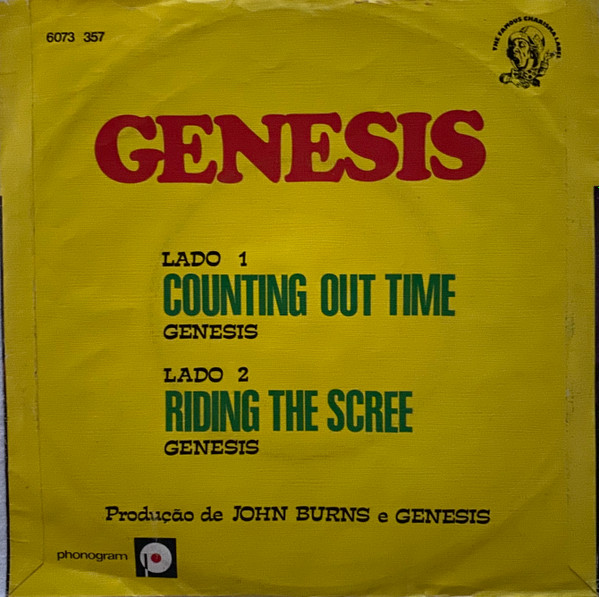 6073 357
THE FAMOUS CHARISMA LABEL
GENESIS
LADO 1
COUNTING OUT TIME
GENESIS
LADO 2
RIDING THE SCREE
GENESIS
Produção de JOHN BURNS e GENESIS
phonogram